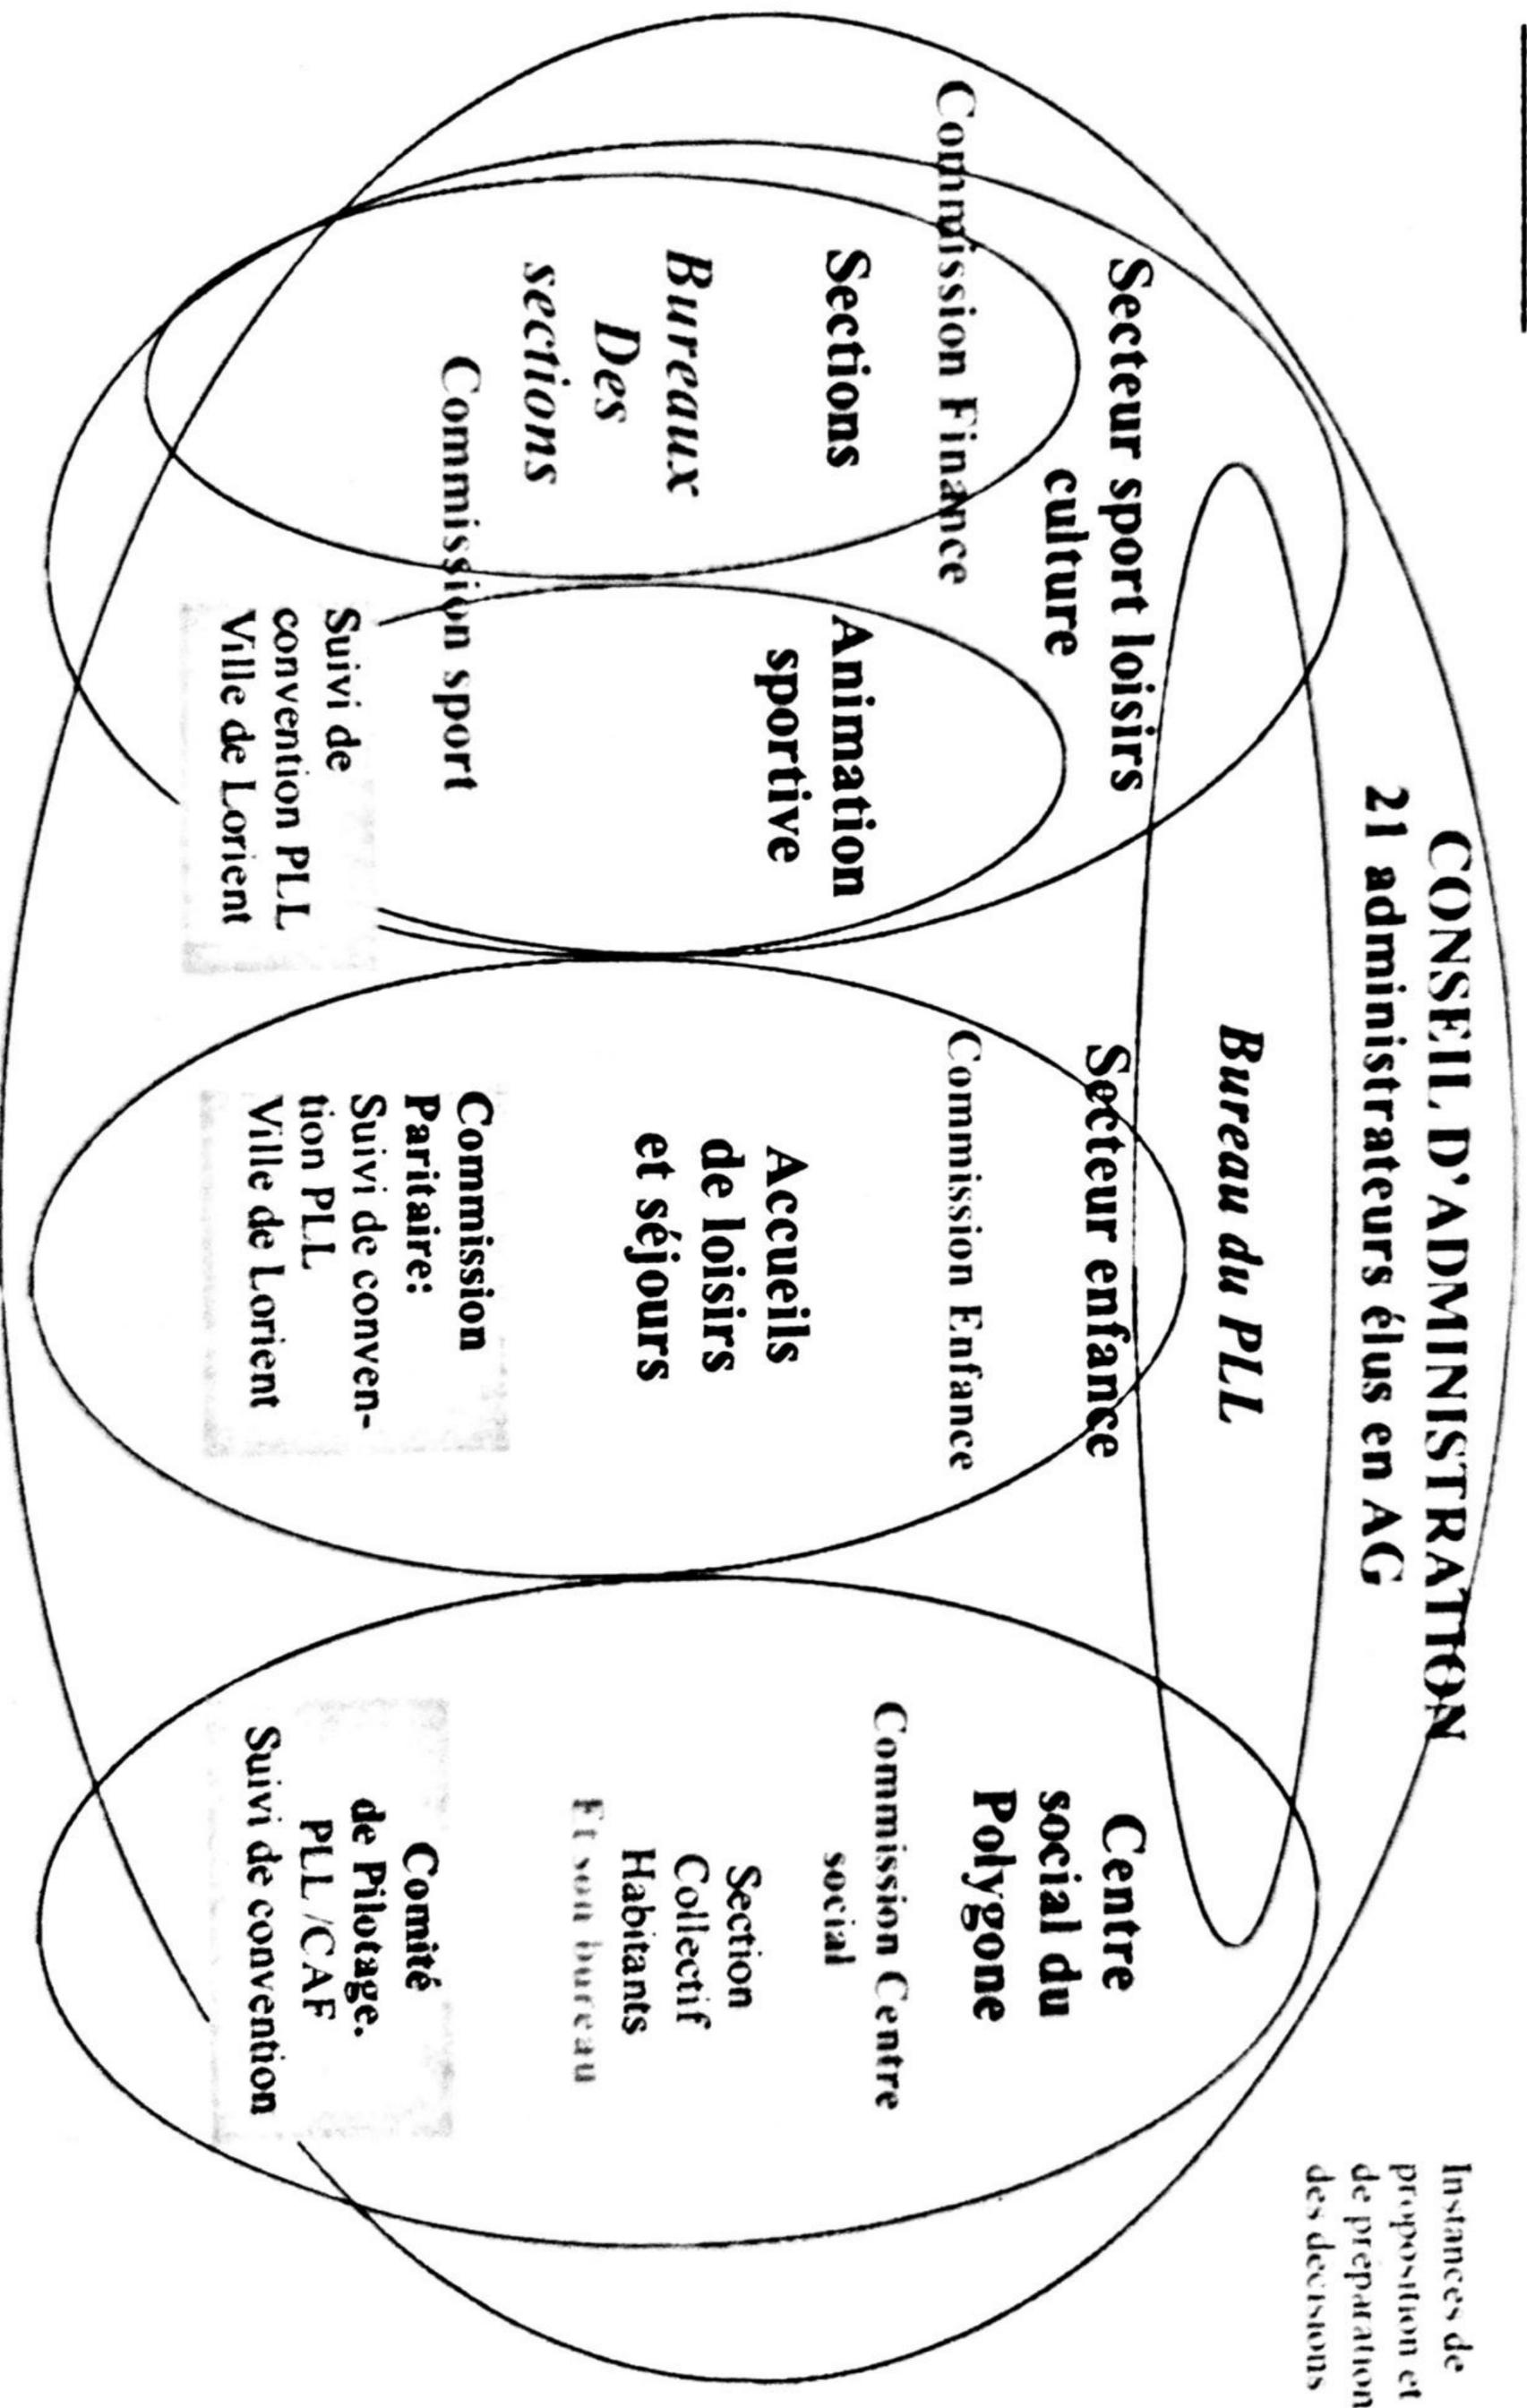 CONSEIL D'ADMINISTRATION
21 administrateurs élus en AG
Instances de
proposition et
de préparation
des décisions
Bureau du PLL
Secteur sport loisirs
culture
Commission Finance
Sections
Bureaux
Des
sections
Commission sport
Animation
sportive
Suivi de
convention PLL
Ville de Lorient
Secteur enfance
Commission Enfance
Accueils
de loisirs
et séjours
Commission
Paritaire:
Suivi de conven-
tion PLL
Ville de Lorient
Centre
social du
Polygone
Commission Centre
social
Section
Collectif
Habitants
Et son bureau
Comité
de Pilotage.
PLL /CAF
Suivi de convention